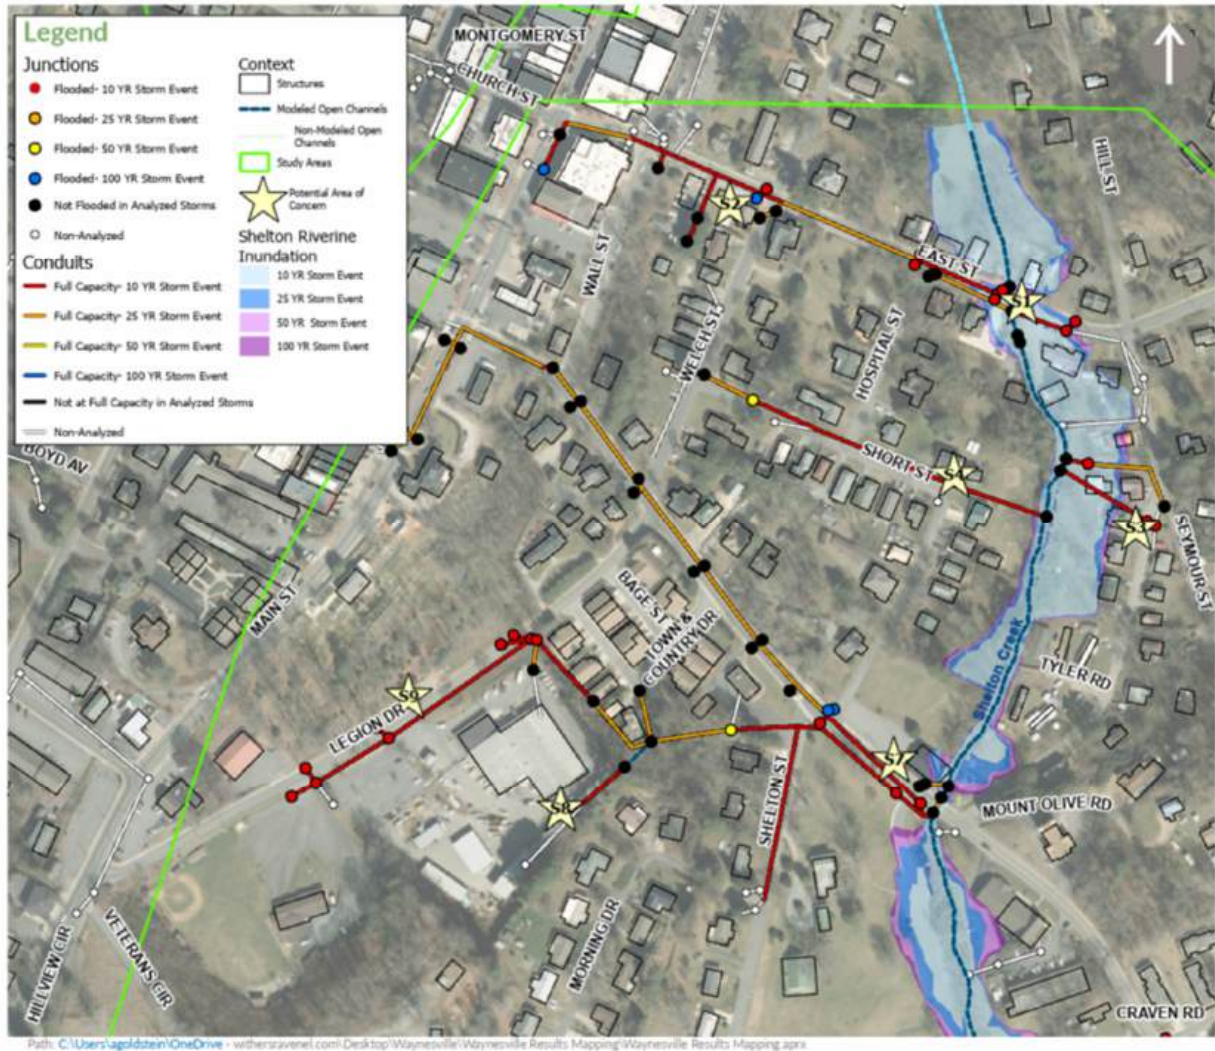 Legend
Junctions
Flooded- 10 YR Storm Event
Flooded- 25 YR Storm Event
Flooded- 50 YR Storm Event
Flooded- 100 YR Storm Event
Not Flooded in Analyzed Storms
Non-Analyzed
Conduits
Full Capacity- 10 YR Storm Event
Full Capacity- 25 YR Storm Event
Full Capacity- 50 YR Storm Event
Full Capacity- 100 YR Storm Event
Not at Full Capacity in Analyzed Storms
Non-Analyzed
Context
Structures
Modeled Open Channels
Non-Modeled Open
Channels
Study Areas
Potential Area of
Concern
Shelton Riverine
Inundation
10 YR Storm Event
25 YR Storm Event
50 YR Storm Event
100 YR Storm Event
MONTGOMERY ST
CHURCH ST
HILL ST
S2
WALL ST
EAST ST
S1
WELCH ST
HOSPITAL ST
BOYD AV
SHORT ST
SEYMOUR ST
MAIN ST
BAGE ST
TOWN &
COUNTRY DR
TYLER RD
Shelton Creek
S9
LEGION DR
S7
S8
SHELTON ST
MOUNT OLIVE RD
MORNING DR
HILLVIEW CIR
VETERANS CIR
CRAVEN RD
Path: C:\Users\agoldstein\OneDrive - withersravenel.com\Desktop\Waynesville\Waynesville Results Mapping\Waynesville Results Mapping.aprx